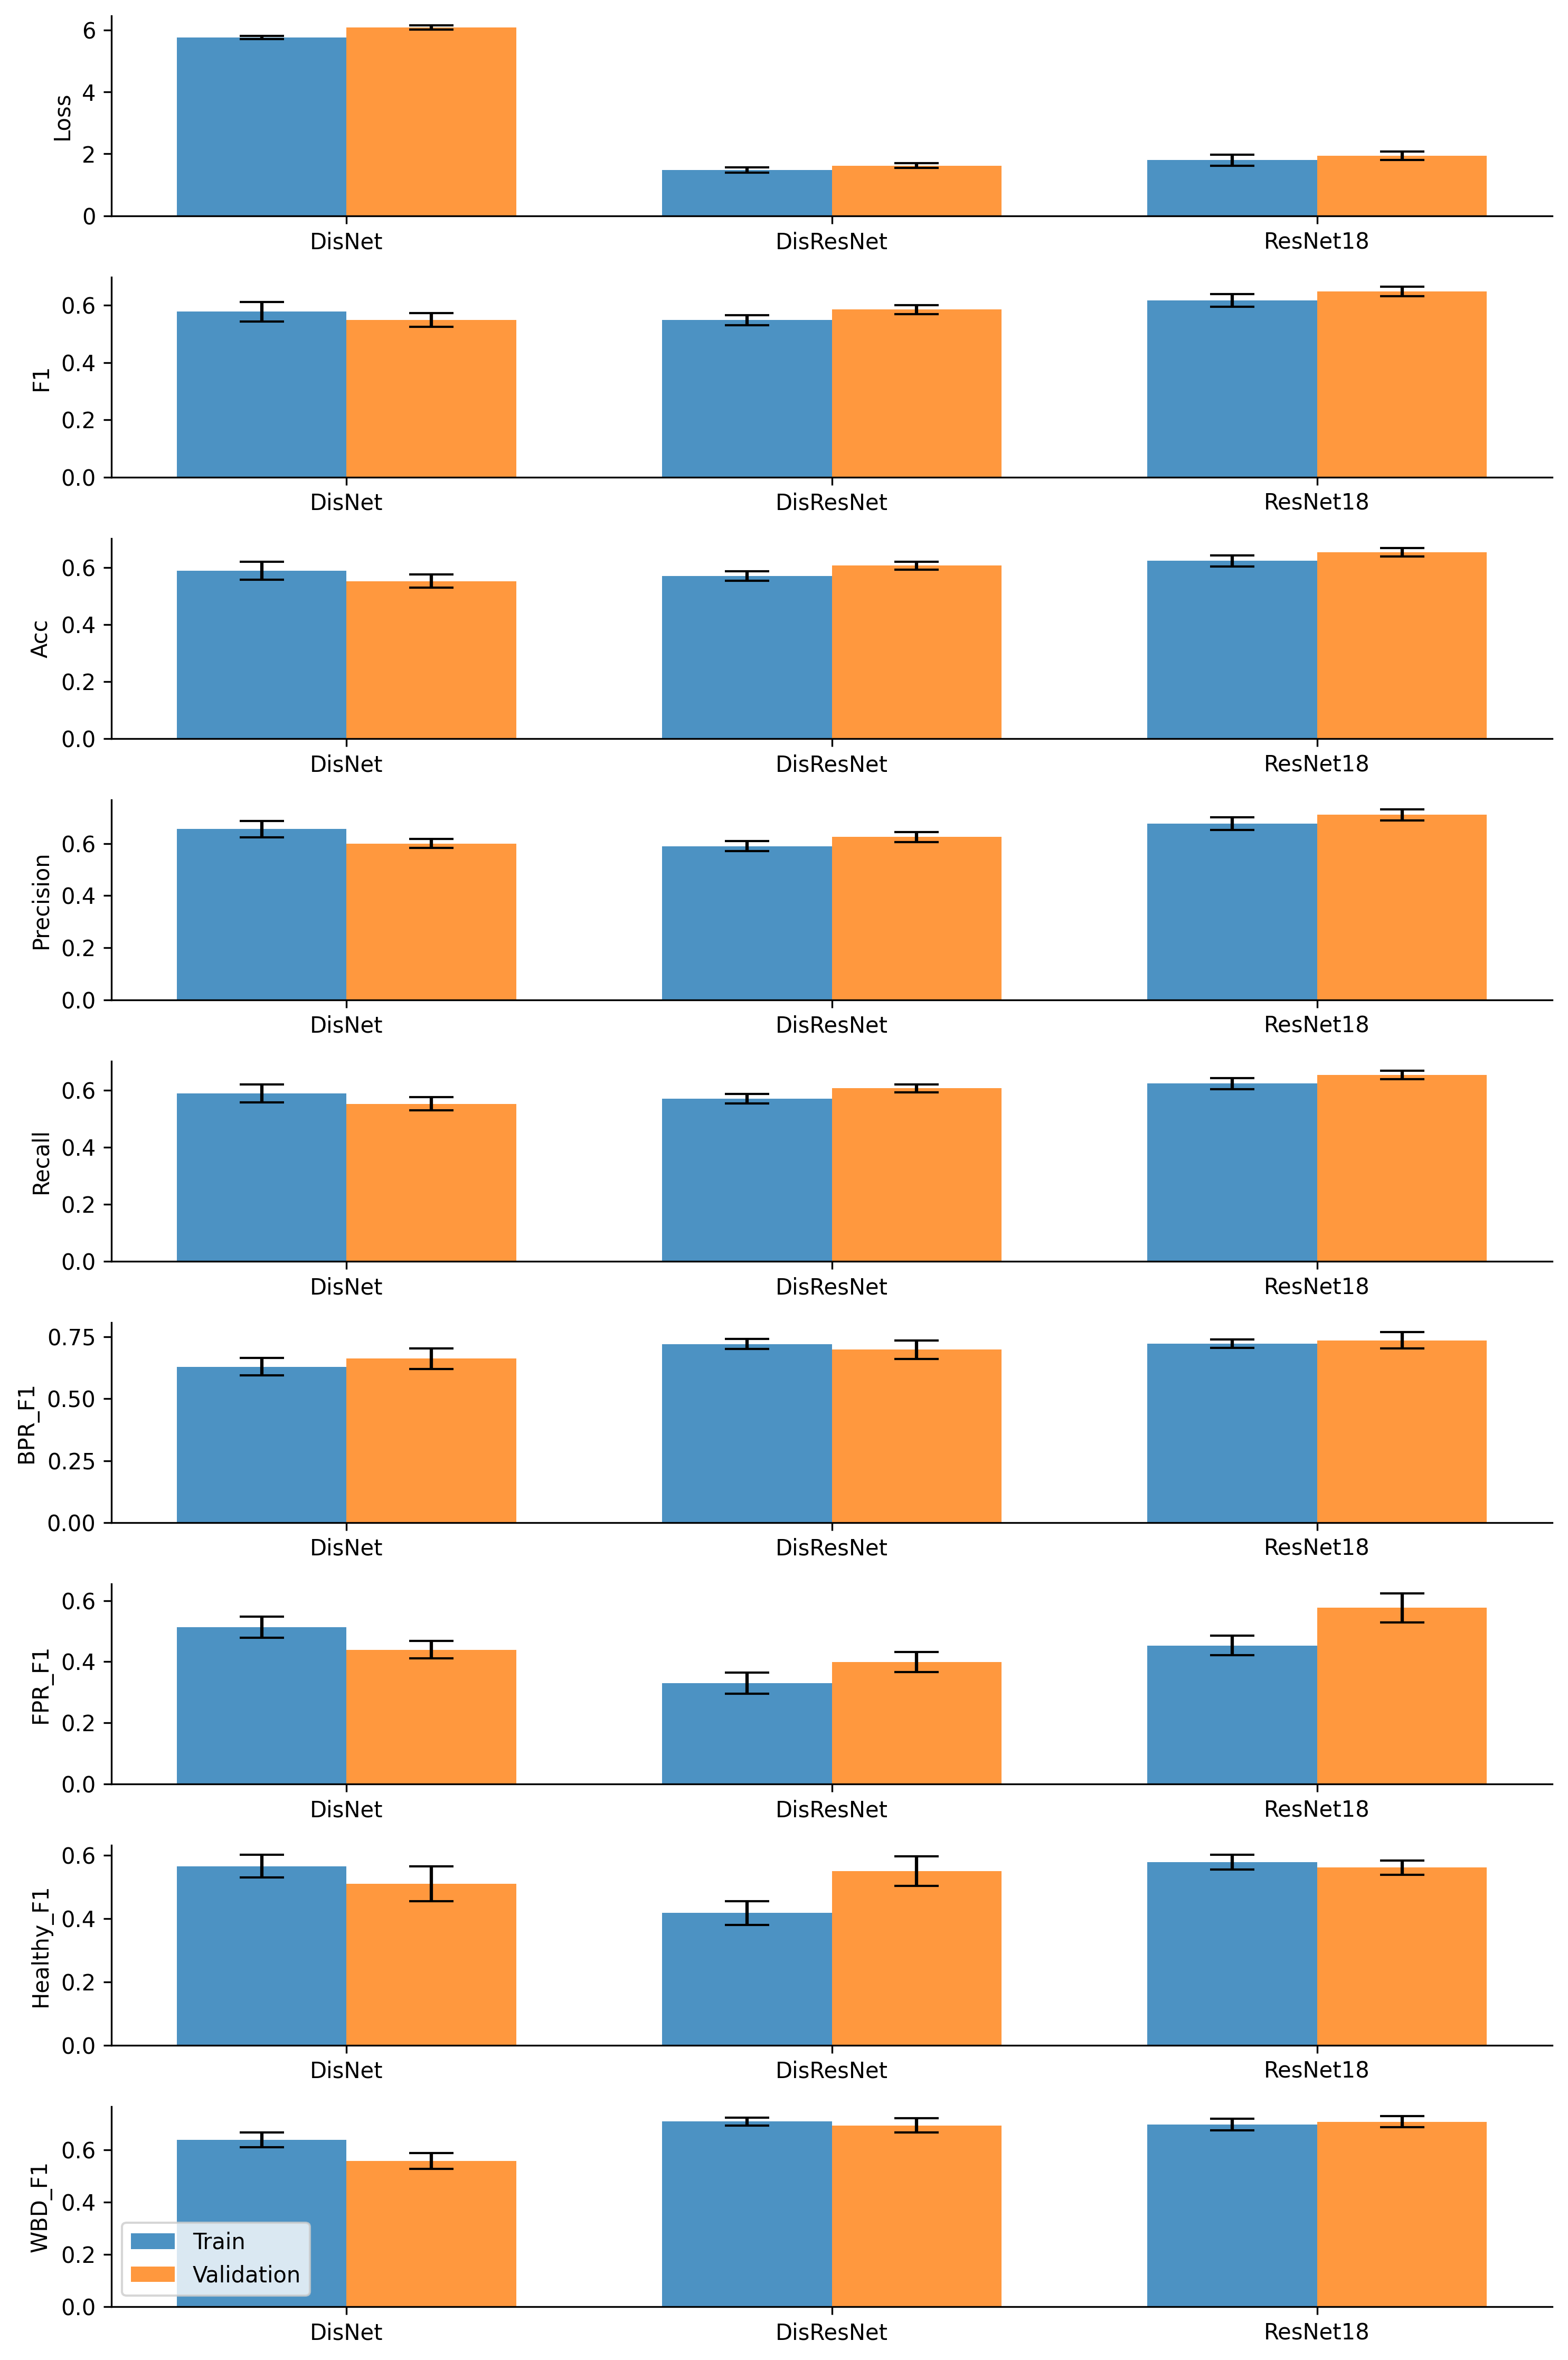 Loss
6
4
2
0
DisNet DisResNet ResNet18
F1
0.6
0.4
0.2
0.0
DisNet DisResNet ResNet18
Acc
0.6
0.4
0.2
0.0
DisNet DisResNet ResNet18
Precision
0.6
0.4
0.2
0.0
DisNet DisResNet ResNet18
Recall
0.6
0.4
0.2
0.0
DisNet DisResNet ResNet18
BPR_F1
0.75
0.50
0.25
0.00
DisNet DisResNet ResNet18
FPR_F1
0.6
0.4
0.2
0.0
DisNet DisResNet ResNet18
Healthy_F1
0.6
0.4
0.2
0.0
DisNet DisResNet ResNet18
WBD_F1
0.6
0.4
0.2
0.0
Train
Validation
DisNet DisResNet ResNet18